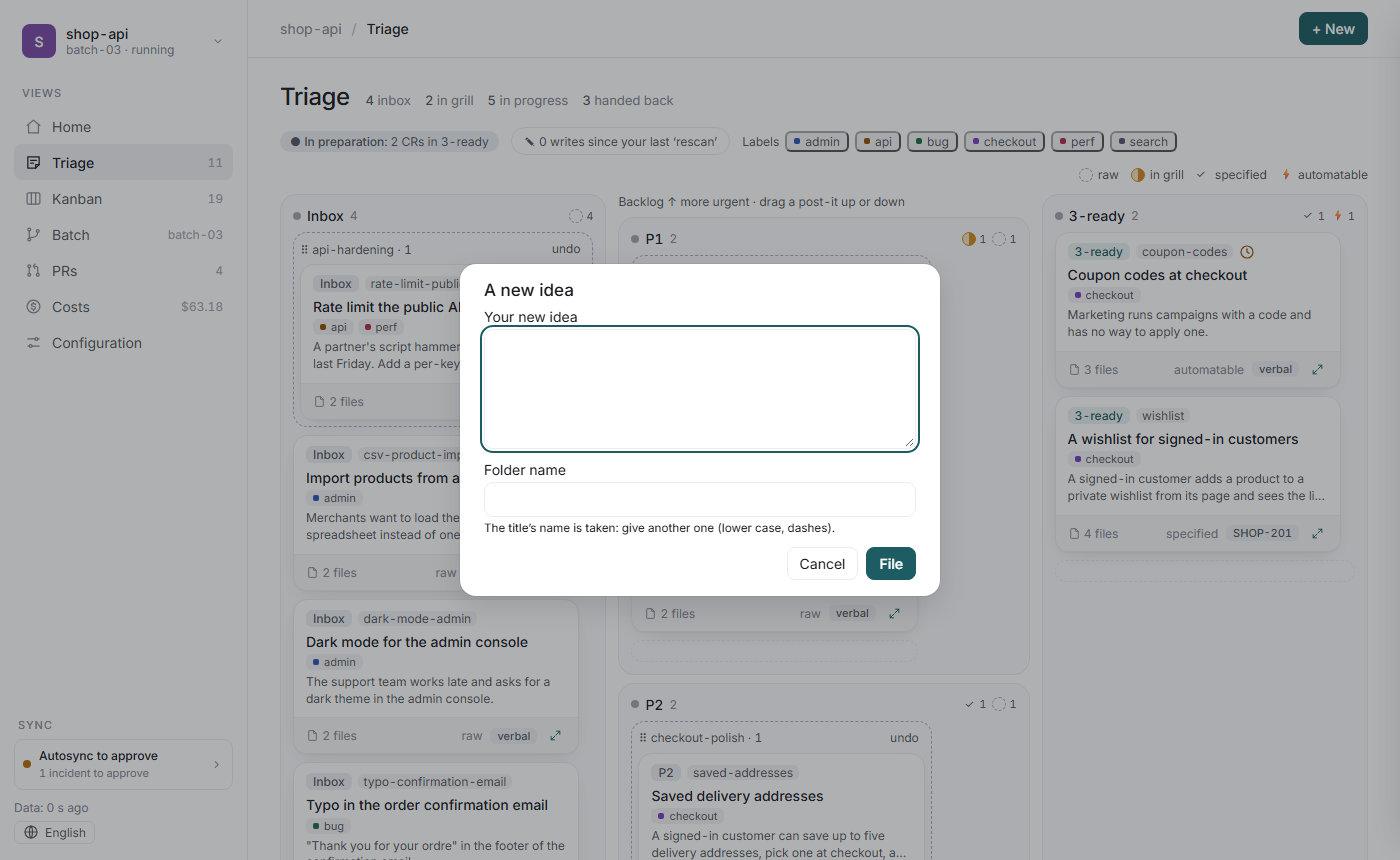 S
shop-api
batch-03 · running
VIEWS
Home
Triage 11
Kanban 19
Batch batch-03
PRs 4
Costs $63.18
Configuration
SYNC
Autosync to approve
1 incident to approve
Data: 0 s ago
English
shop-api / Triage
+ New
Triage 4 inbox 2 in grill 5 in progress 3 handed back
In preparation: 2 CRs in 3-ready
0 writes since your last ‘rescan’
Labels admin api bug checkout perf search
raw in grill specified automatable
Inbox 4 4
api-hardening · 1 undo
Inbox
Rate limit the public
api perf
A partner's script
last Friday. Add a per-key
2 files
Inbox
Import products from a
admin
Merchants want to load the
spreadsheet instead of one
2 files raw
Inbox dark-mode-admin
Dark mode for the admin console
admin
The support team works late and asks for a
dark theme in the admin console.
2 files raw verbal
Inbox typo-confirmation-email
Typo in the order confirmation email
bug
"Thank you for your ordre" in the footer of the
Backlog ↑ more urgent · drag a post-it up or down
P1 2 1 1
2 files raw verbal
P2 2 1 1
checkout-polish · 1 undo
P2 saved-addresses
Saved delivery addresses
checkout
A signed-in customer can save up to five
delivery addresses, pick one at checkout, a...
3-ready 2 1 1
3-ready coupon-codes
Coupon codes at checkout
checkout
Marketing runs campaigns with a code and
has no way to apply one.
3 files automatable verbal
3-ready wishlist
A wishlist for signed-in customers
checkout
A signed-in customer adds a product to a
private wishlist from its page and sees the li...
4 files specified SHOP-201
A new idea
Your new idea
Folder name
The title’s name is taken: give another one (lower case, dashes).
Cancel File